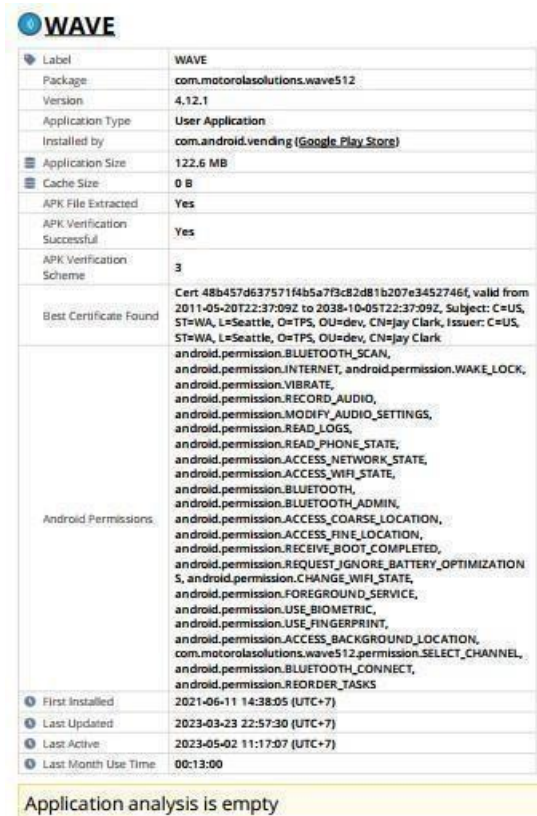 WAVE
Label WAVE
Package com.motorolasolutions.wave512
Version 4.12.1
Application Type User Application
Installed by com.android.vending (Google Play Store)
Application Size 122.6 MB
Cache Size 0 B
APK File Extracted Yes
APK Verification
Successful Yes
APK Verification
Scheme 3
Best Certificate Found Cert 48b457d637571f4b5a7f3c82d81b207e3452746f, valid from
2011-05-20T22:37:09Z to 2038-10-05T22:37:09Z, Subject: C=US,
ST=WA, L=Seattle, O=TPS, OU=dev, CN=Jay Clark, Issuer: C=US,
ST=WA, L=Seattle, O=TPS, OU=dev, CN=Jay Clark
Android Permissions android.permission.BLUETOOTH_SCAN,
android.permission.INTERNET, android.permission.WAKE_LOCK,
android.permission.VIBRATE,
android.permission.RECORD_AUDIO,
android.permission.MODIFY_AUDIO_SETTINGS,
android.permission.READ_LOGS,
android.permission.READ_PHONE_STATE,
android.permission.ACCESS_NETWORK_STATE,
android.permission.ACCESS_WIFI_STATE,
android.permission.BLUETOOTH,
android.permission.BLUETOOTH_ADMIN,
android.permission.ACCESS_COARSE_LOCATION,
android.permission.ACCESS_FINE_LOCATION,
android.permission.RECEIVE_BOOT_COMPLETED,
android.permission.REQUEST_IGNORE_BATTERY_OPTIMIZATION
S, android.permission.CHANGE_WIFI_STATE,
android.permission.FOREGROUND_SERVICE,
android.permission.USE_BIOMETRIC,
android.permission.USE_FINGERPRINT,
android.permission.ACCESS_BACKGROUND_LOCATION,
com.motorolasolutions.wave512.permission.SELECT_CHANNEL,
android.permission.BLUETOOTH_CONNECT,
android.permission.REORDER_TASKS
First Installed 2021-06-11 14:38:05 (UTC+7)
Last Updated 2023-03-23 22:57:30 (UTC+7)
Last Active 2023-05-02 11:17:07 (UTC+7)
Last Month Use Time 00:13:00
Application analysis is empty